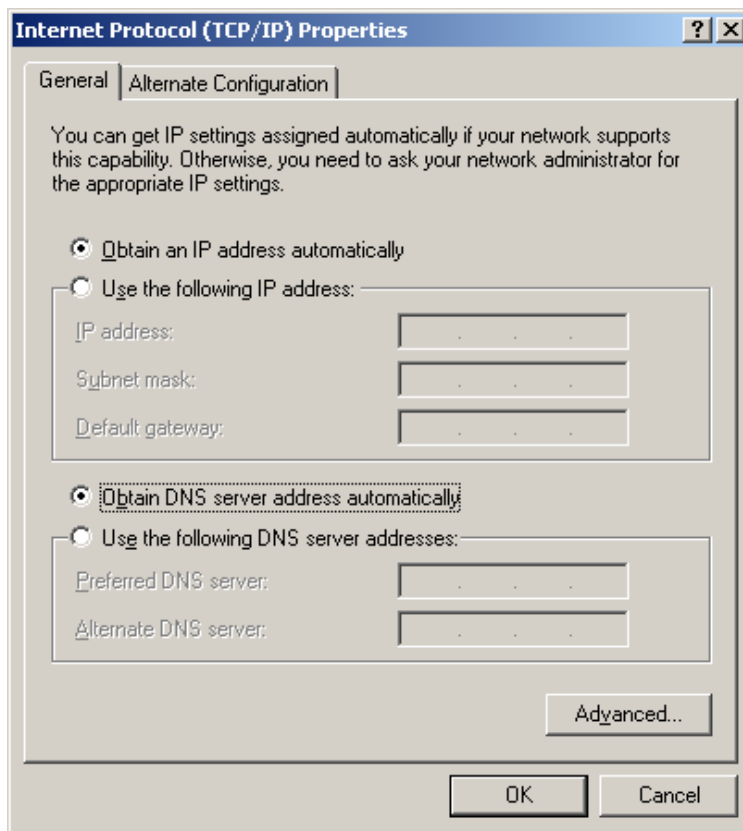 Internet Protocol (TCP/IP) Properties
General
Alternate Configuration
You can get IP settings assigned automatically if your network supports
this capability. Otherwise, you need to ask your network administrator for
the appropriate IP settings.
Obtain an IP address automatically
Use the following IP address:
IP address:
Subnet mask:
Default gateway:
Obtain DNS server address automatically
Use the following DNS server addresses:
Preferred DNS server:
Alternate DNS server:
Advanced...
OK
Cancel